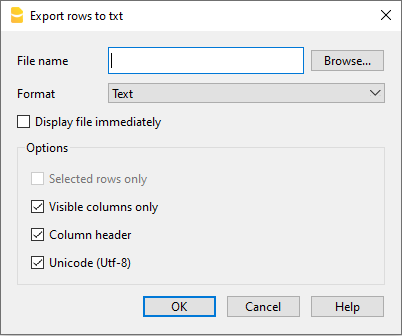 Export rows to txt
File name
Browse...
Format
Text
Display file immediately
Options
Selected rows only
Visible columns only
Column header
Unicode (Utf-8)
OK Cancel Help